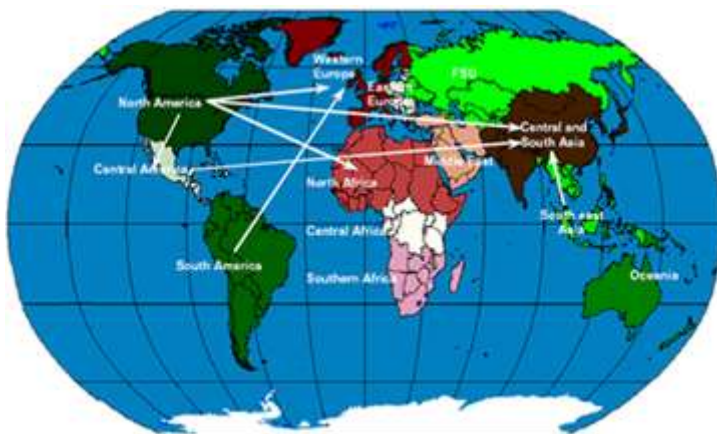 Western
Europe
Eastern
Europe
FSU
North America
Central and
South Asia
Central America
Middle East
North Africa
South east
Asia
Central Africa
South America
Southern Africa
Oceania